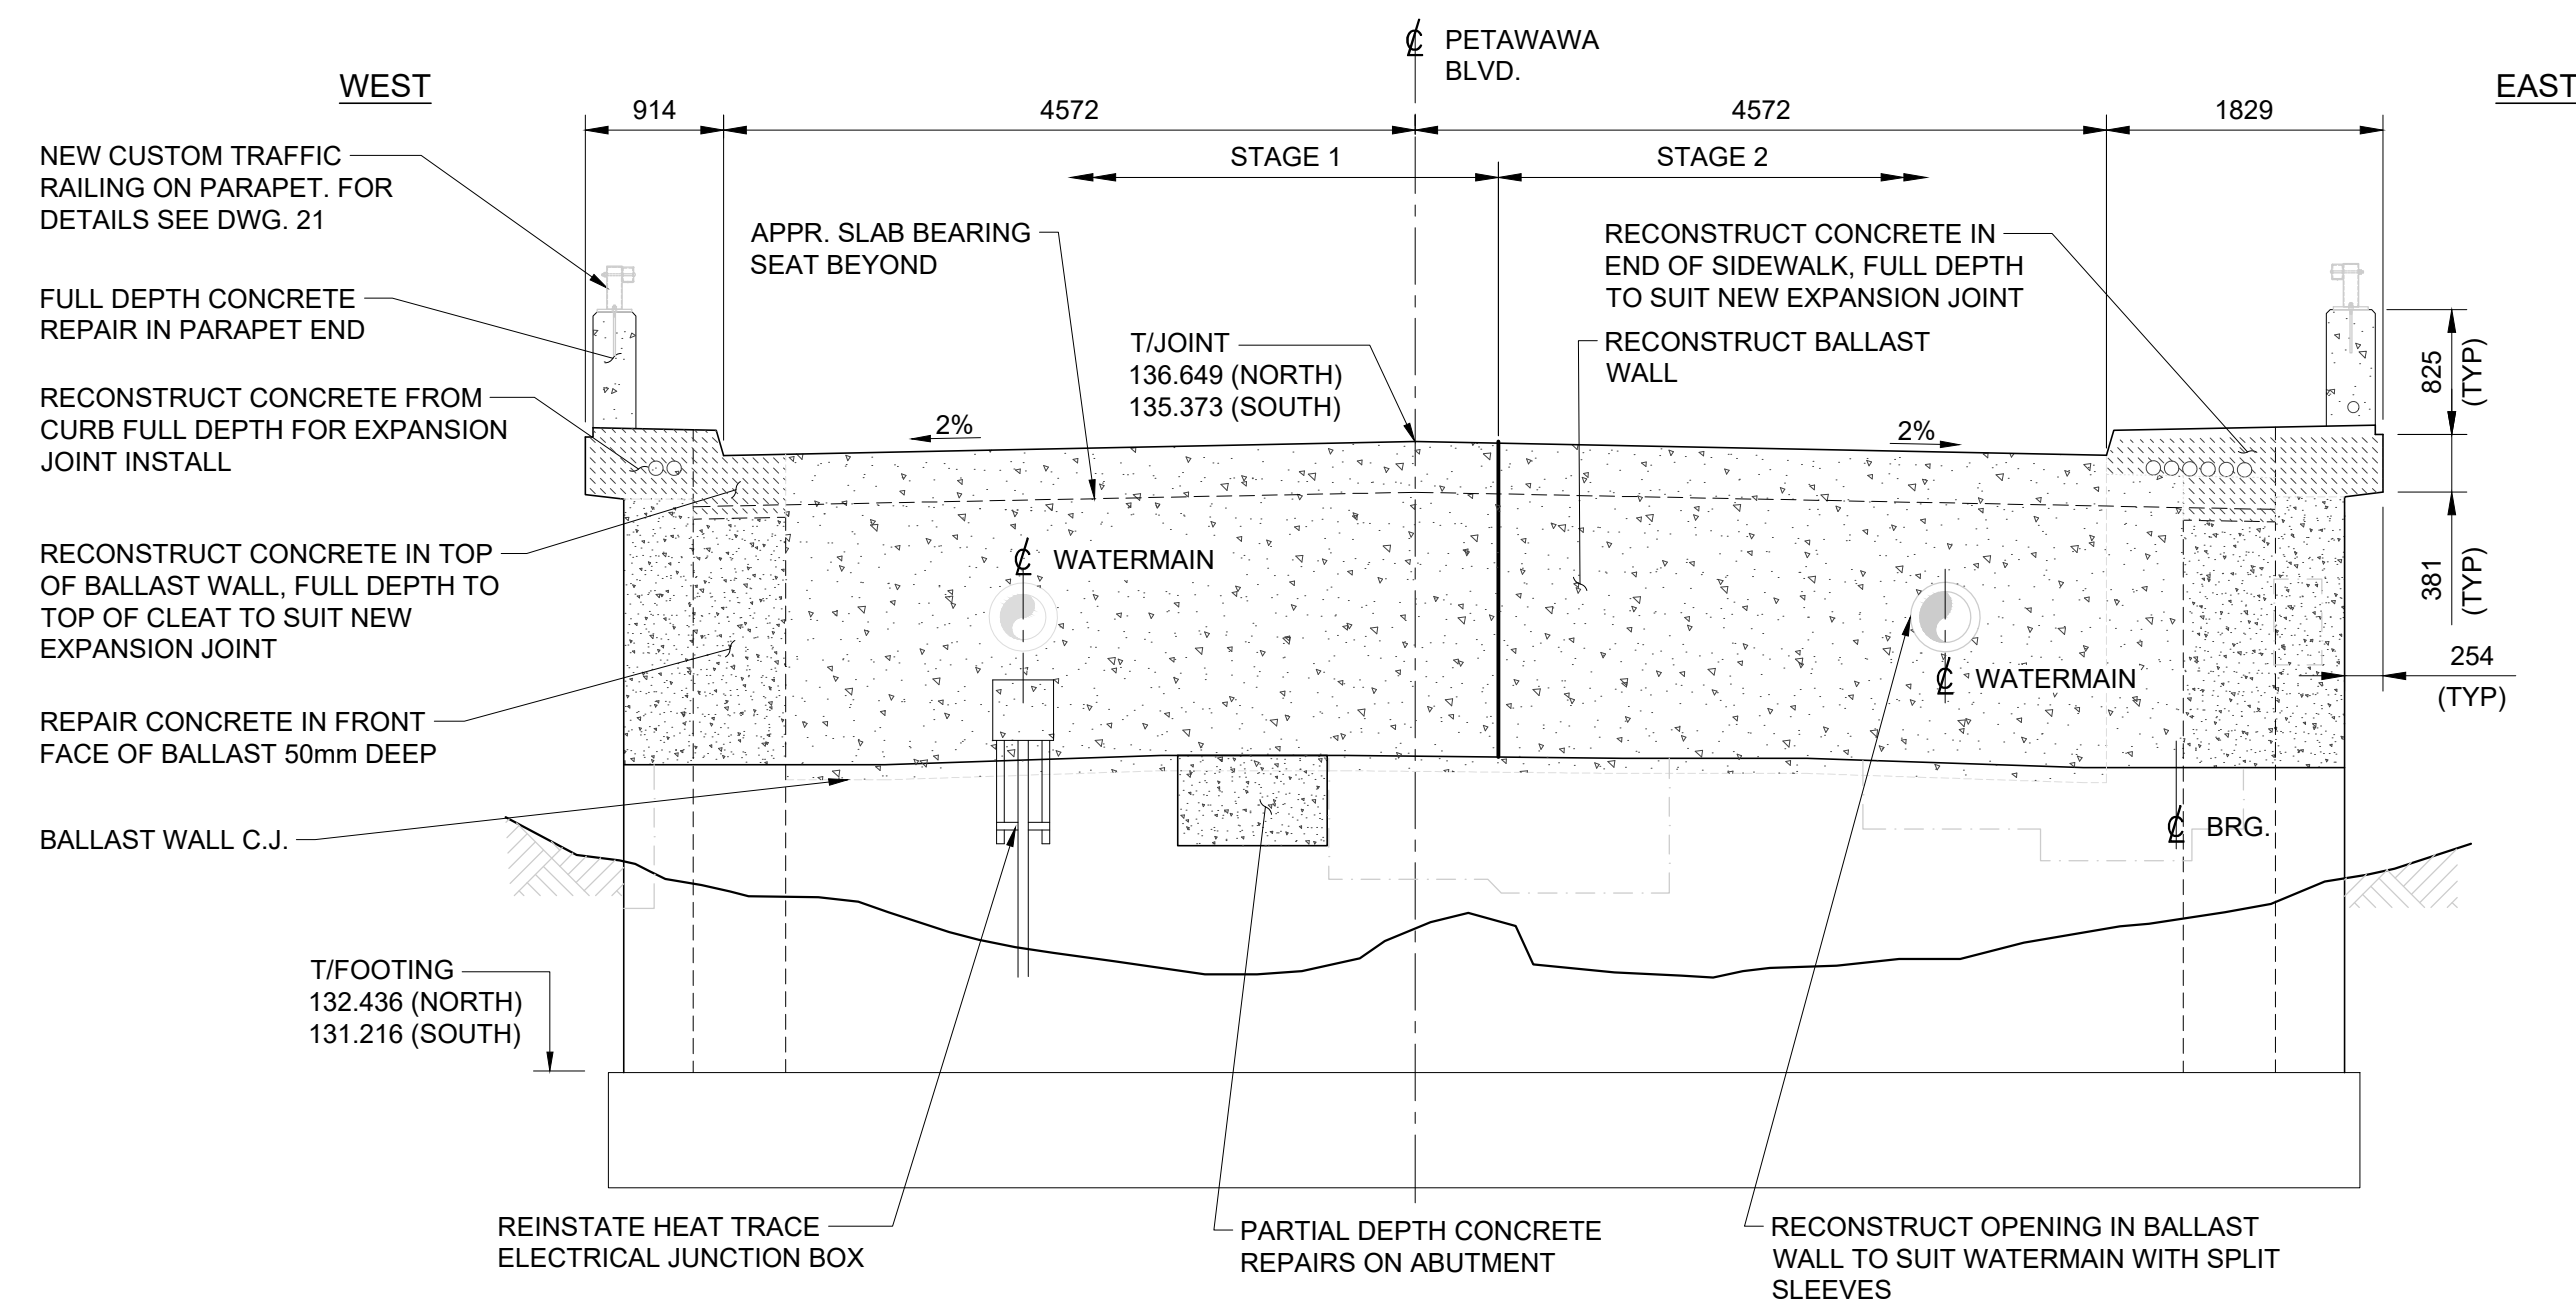 ℄ PETAWAWA
BLVD.
WEST
EAST
914
4572
4572
1829
STAGE 1
STAGE 2
NEW CUSTOM TRAFFIC
RAILING ON PARAPET. FOR
DETAILS SEE DWG. 21
APPR. SLAB BEARING
SEAT BEYOND
RECONSTRUCT CONCRETE IN
END OF SIDEWALK, FULL DEPTH
TO SUIT NEW EXPANSION JOINT
FULL DEPTH CONCRETE
REPAIR IN PARAPET END
T/JOINT
136.649 (NORTH)
135.373 (SOUTH)
RECONSTRUCT BALLAST
WALL
825
(TYP)
RECONSTRUCT CONCRETE FROM
CURB FULL DEPTH FOR EXPANSION
JOINT INSTALL
2%
2%
RECONSTRUCT CONCRETE IN TOP
OF BALLAST WALL, FULL DEPTH TO
TOP OF CLEAT TO SUIT NEW
EXPANSION JOINT
℄ WATERMAIN
381
(TYP)
℄ WATERMAIN
254
(TYP)
REPAIR CONCRETE IN FRONT
FACE OF BALLAST 50mm DEEP
BALLAST WALL C.J.
℄ BRG.
T/FOOTING
132.436 (NORTH)
131.216 (SOUTH)
REINSTATE HEAT TRACE
ELECTRICAL JUNCTION BOX
PARTIAL DEPTH CONCRETE
REPAIRS ON ABUTMENT
RECONSTRUCT OPENING IN BALLAST
WALL TO SUIT WATERMAIN WITH SPLIT
SLEEVES